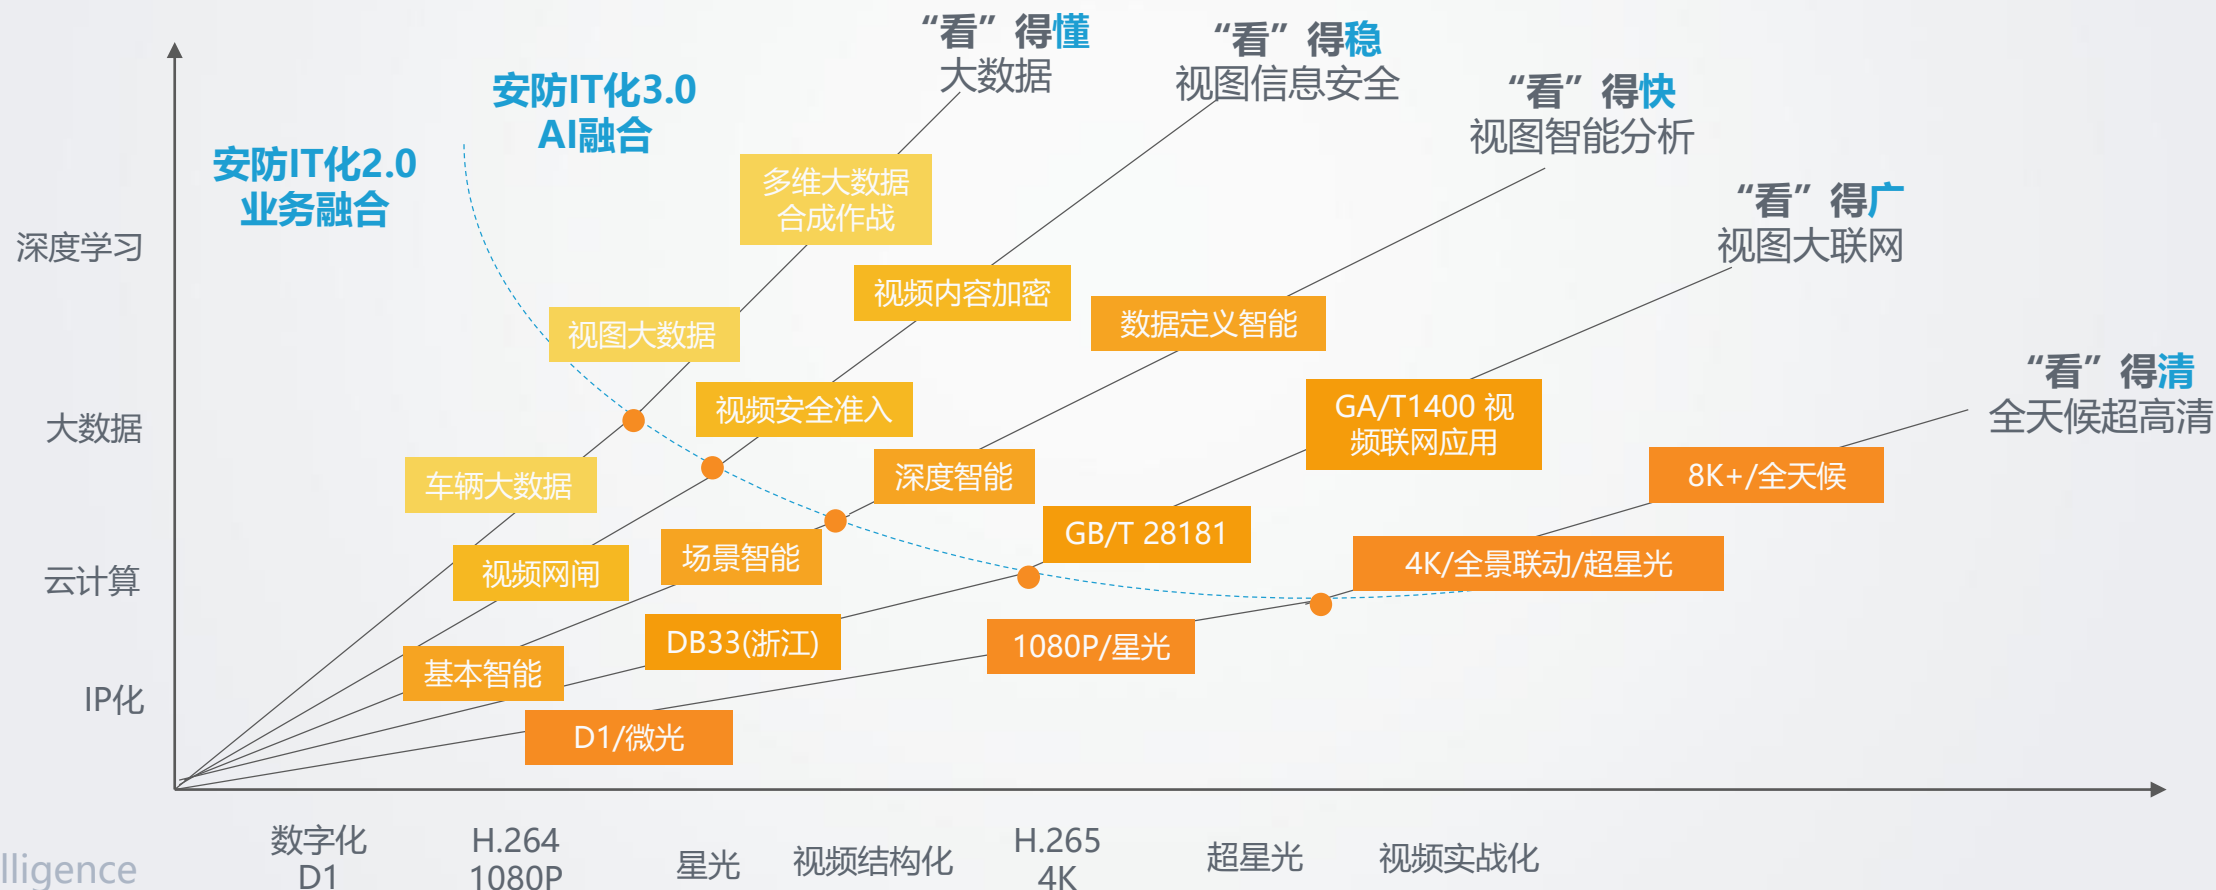 “看”得懂
大数据
“看”得稳
视图信息安全
“看”得快
视图智能分析
“看”得广
视图大联网
“看”得清
全天候超高清
安防IT化3.0
AI融合
安防IT化2.0
业务融合
深度学习
大数据
云计算
IP化
多维大数据
合成作战
视图大数据
车辆大数据
视频内容加密
视频安全准入
视频网闸
数据定义智能
深度智能
场景智能
基本智能
GA/T1400 视
频联网应用
GB/T 28181
DB33(浙江)
8K+/全天候
4K/全景联动/超星光
1080P/星光
D1/微光
数字化
D1
H.264
1080P
星光
视频结构化
H.265
4K
超星光
视频实战化
lligence